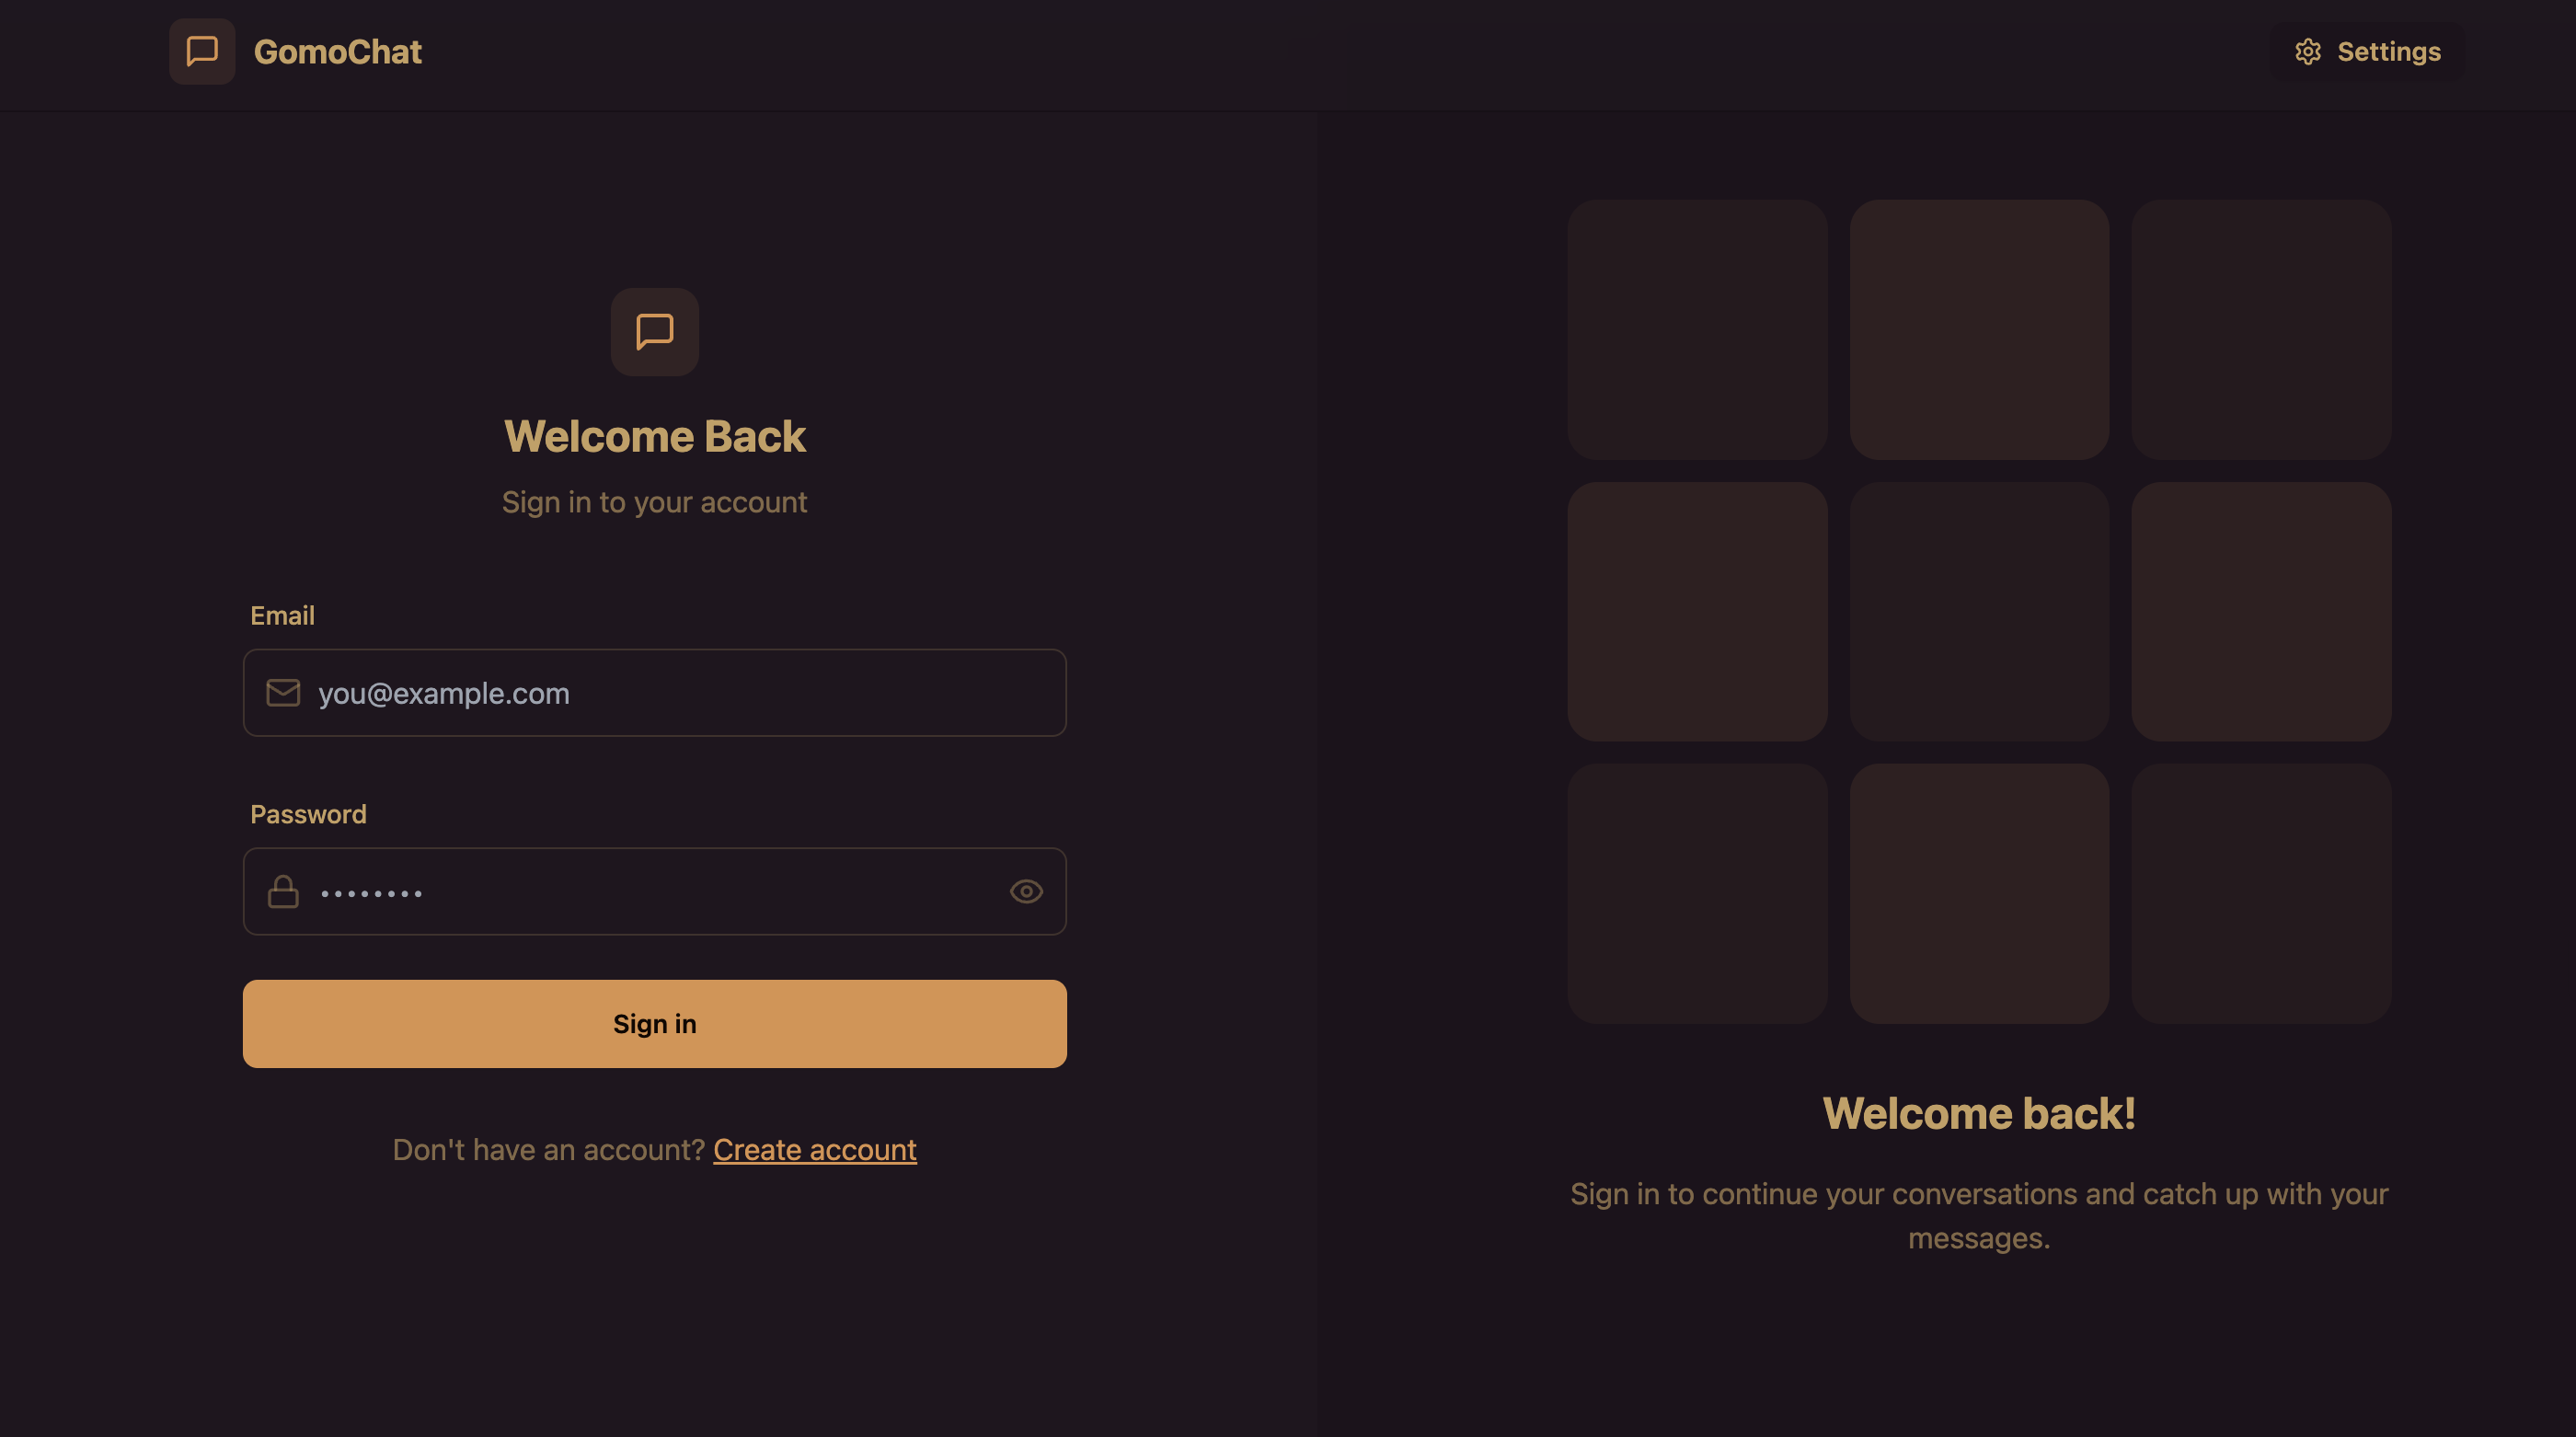 GomoChat
Settings
Welcome Back
Sign in to your account
Email
you@example.com
Password
••••••••
Sign in
Don't have an account? Create account
Welcome back!
Sign in to continue your conversations and catch up with your
messages.